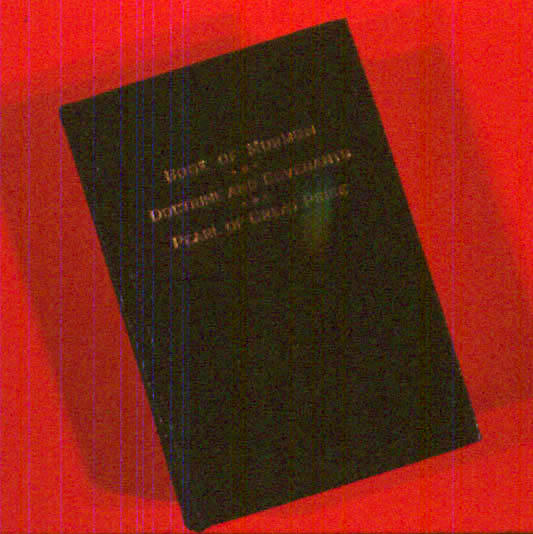 BOOK OF MORMON
DOCTRINE AND COVENANTS
PEARL OF GREAT PRICE